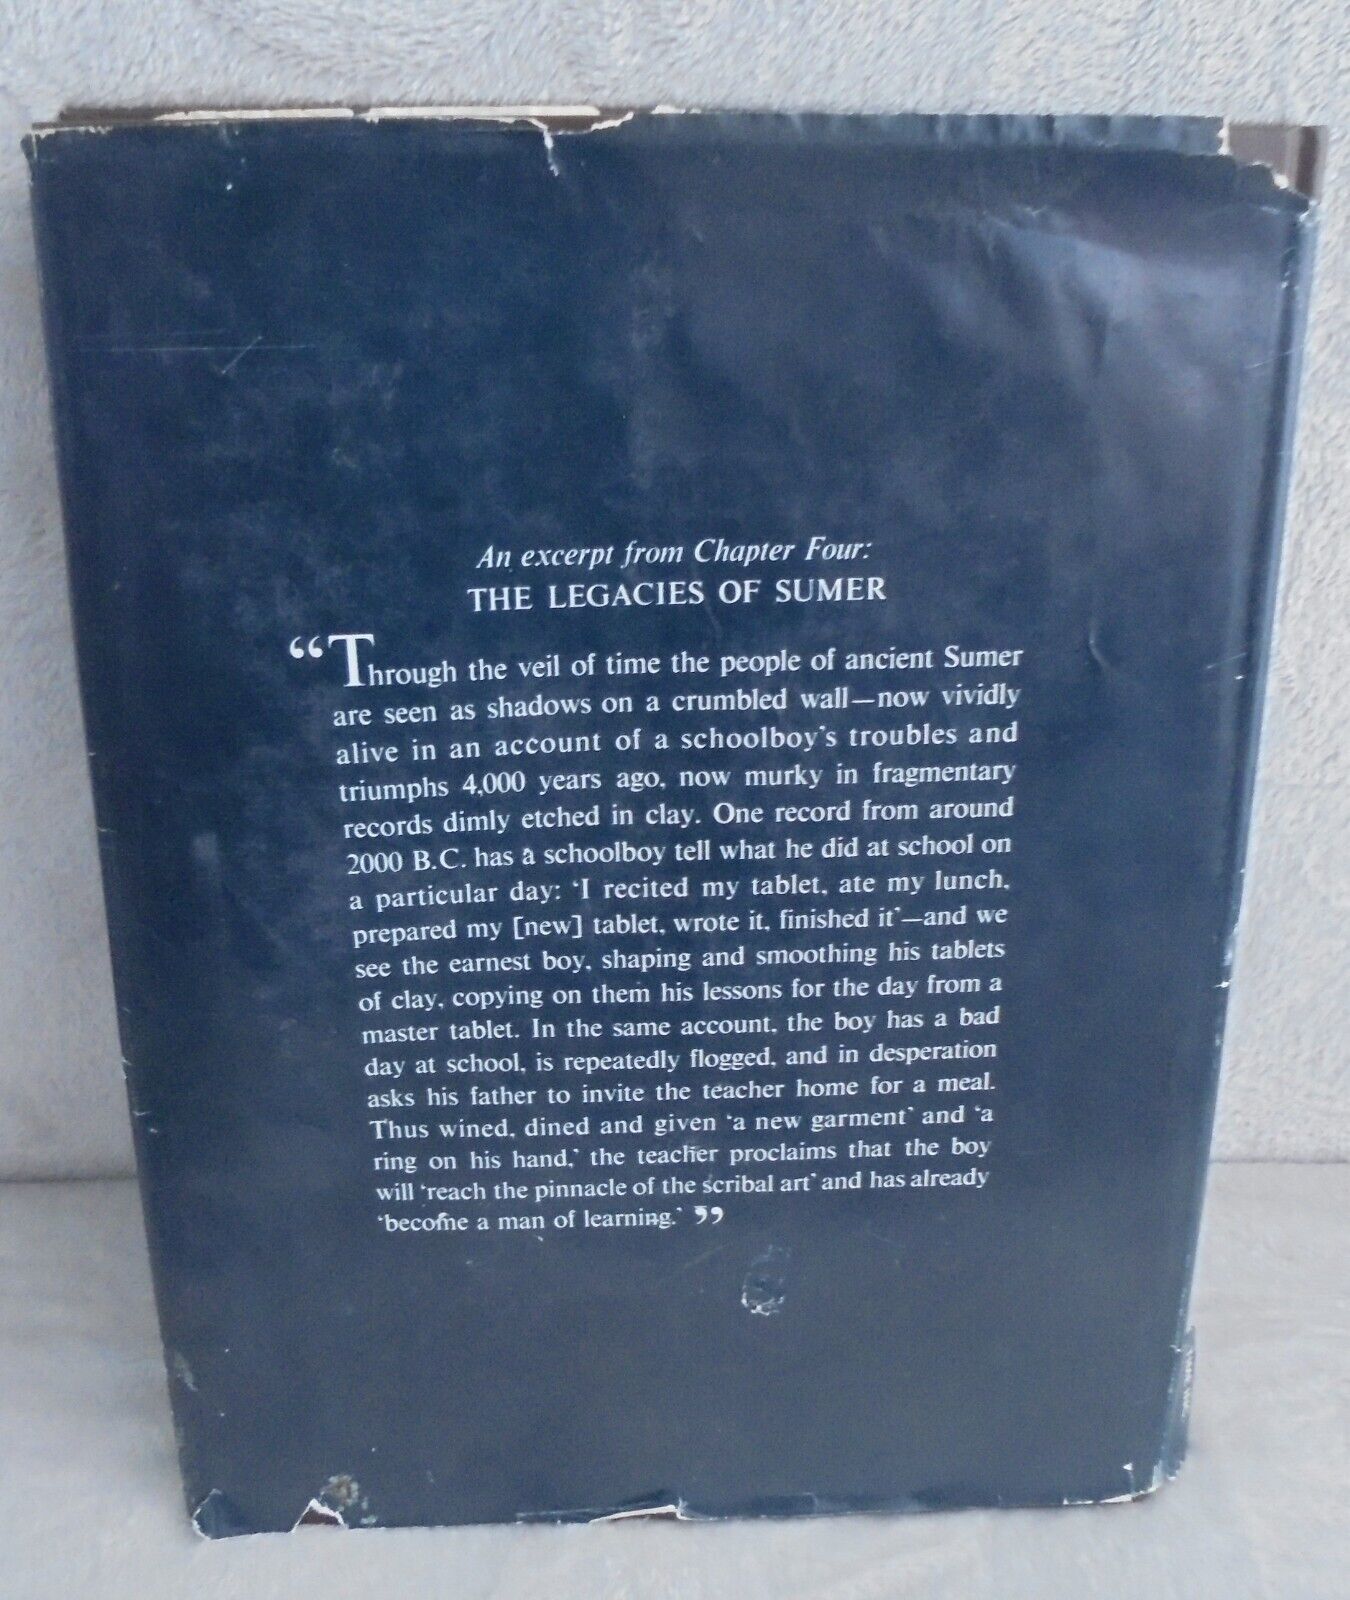 An excerpt from Chapter Four:
THE LEGACIES OF SUMER
“Through the veil of time the people of ancient Sumer
are seen as shadows on a crumbled wall—now vividly
alive in an account of a schoolboy's troubles and
triumphs 4,000 years ago, now murky in fragmentary
records dimly etched in clay. One record from around
2000 B.C. has a schoolboy tell what he did at school on
a particular day: 'I recited my tablet, ate my lunch,
prepared my [new] tablet, wrote it, finished it'—and we
see the earnest boy, shaping and smoothing his tablets
of clay, copying on them his lessons for the day from a
master tablet. In the same account, the boy has a bad
day at school, is repeatedly flogged, and in desperation
asks his father to invite the teacher home for a meal.
Thus wined, dined and given 'a new garment' and 'a
ring on his hand,' the teacher proclaims that the boy
will 'reach the pinnacle of the scribal art' and has already
'become a man of learning.' ”